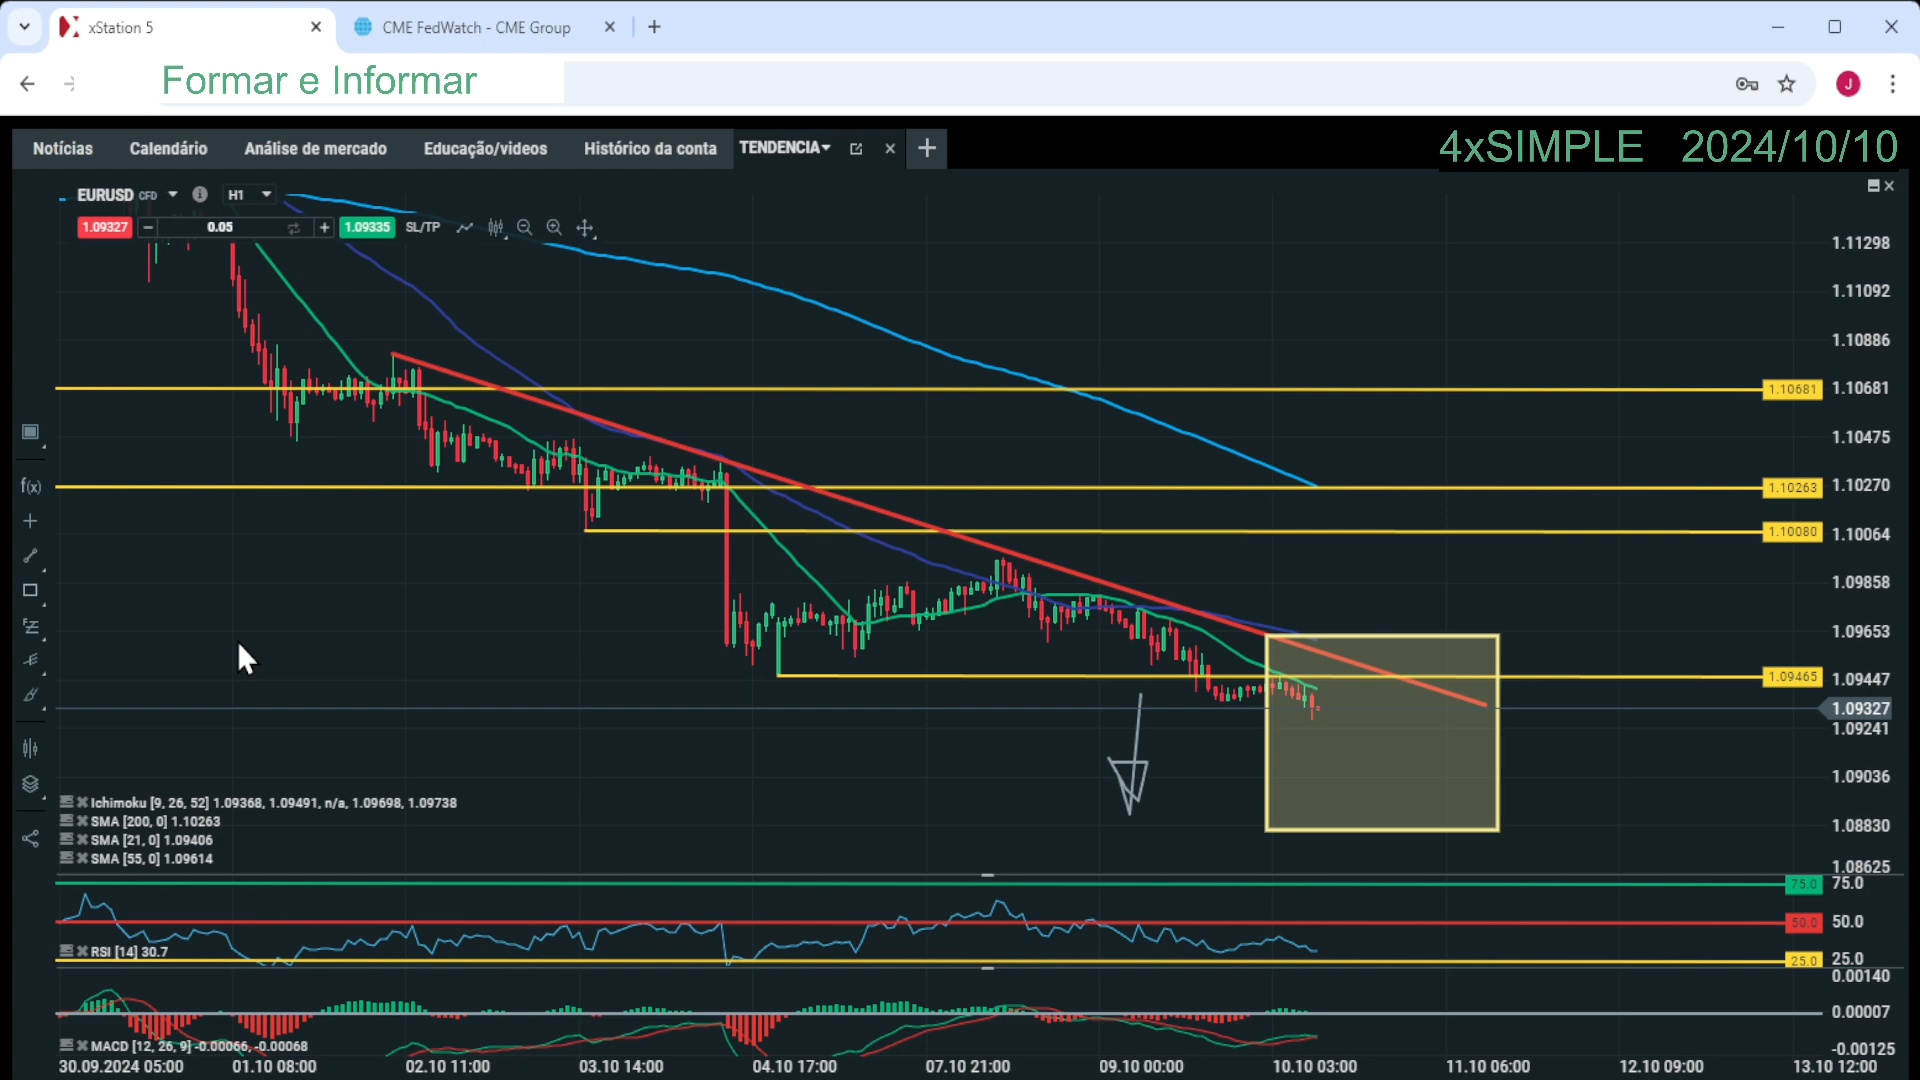 xStation 5
CME FedWatch - CME Group
Formar e Informar
J
Notícias
Calendário
Análise de mercado
Educação/videos
Histórico da conta
TENDENCIA
4xSIMPLE 2024/10/10
EURUSD CFD
H1
1.09327
0.05
1.09335
SL/TP
1.11298
1.11092
1.10886
1.10681 1.10681
1.10475
f(x)
1.10263 1.10270
1.10080 1.10064
1.09858
1.09653
1.09465 1.09447
1.09327
1.09241
1.09036
Ichimoku [9, 26, 52] 1.09368, 1.09491, n/a, 1.09698, 1.09738
SMA [200, 0] 1.10263
1.08830
SMA [21, 0] 1.09406
SMA [55, 0] 1.09614
1.08625
75.0 75.0
50.0 50.0
RSI [14] 30.7
25.0 25.0
0.00140
0.00007
MACD [12, 26, 9] -0.00066, -0.00068
-0.00125
30.09.2024 05:00 01.10 08:00 02.10 11:00 03.10 14:00 04.10 17:00 07.10 21:00 09.10 00:00 10.10 03:00 11.10 06:00 12.10 09:00 13.10 12:00